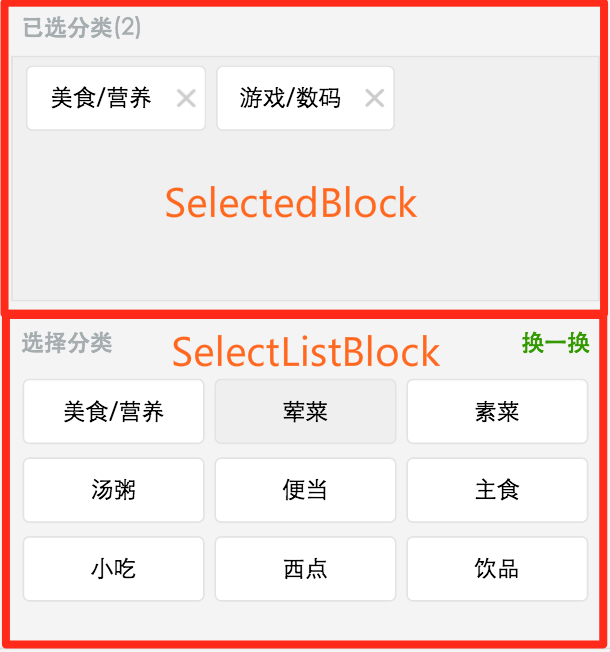 已选分类(2)
美食/营养 × 游戏/数码 ×
SelectedBlock
选择分类 SelectListBlock 换一换
美食/营养 荤菜 素菜
汤粥 便当 主食
小吃 西点 饮品